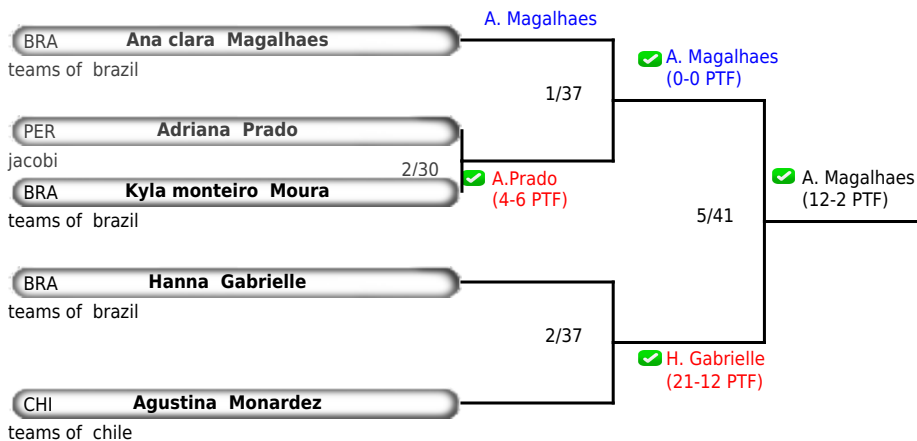 A. Magalhaes
BRA Ana clara Magalhaes
teams of brazil
A. Magalhaes
(0-0 PTF)
1/37
PER Adriana Prado
jacobi
2/30
A.Prado
(4-6 PTF)
BRA Kyla monteiro Moura
teams of brazil
A. Magalhaes
(12-2 PTF)
5/41
BRA Hanna Gabrielle
teams of brazil
2/37
H. Gabrielle
(21-12 PTF)
CHI Agustina Monardez
teams of chile